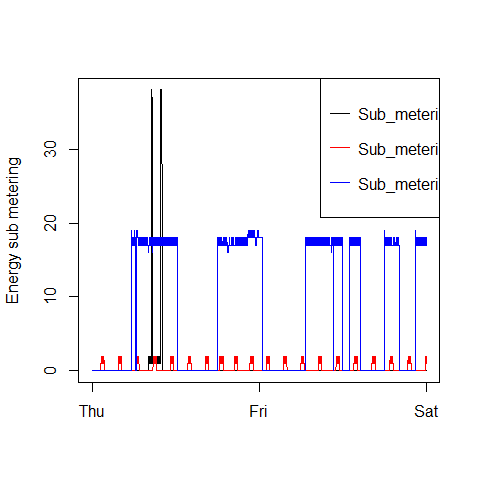 Energy sub metering
30
20
10
0
Sub_meteri
Sub_meteri
Sub_meteri
Thu Fri Sat